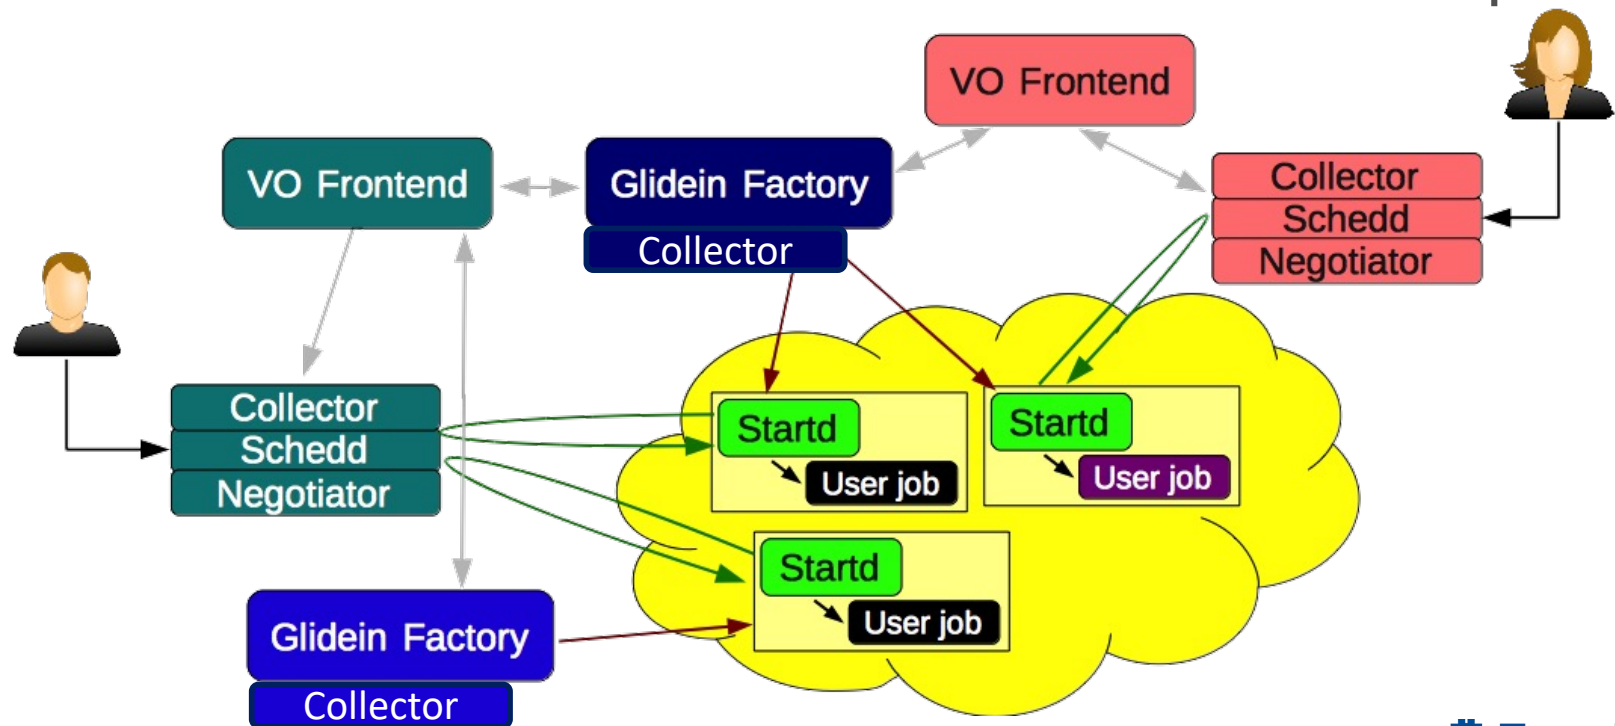 VO Frontend
VO Frontend
Glidein Factory
Collector
Collector
Schedd
Negotiator
Collector
Schedd
Negotiator
Startd
User job
Startd
User job
Startd
User job
Glidein Factory
Collector